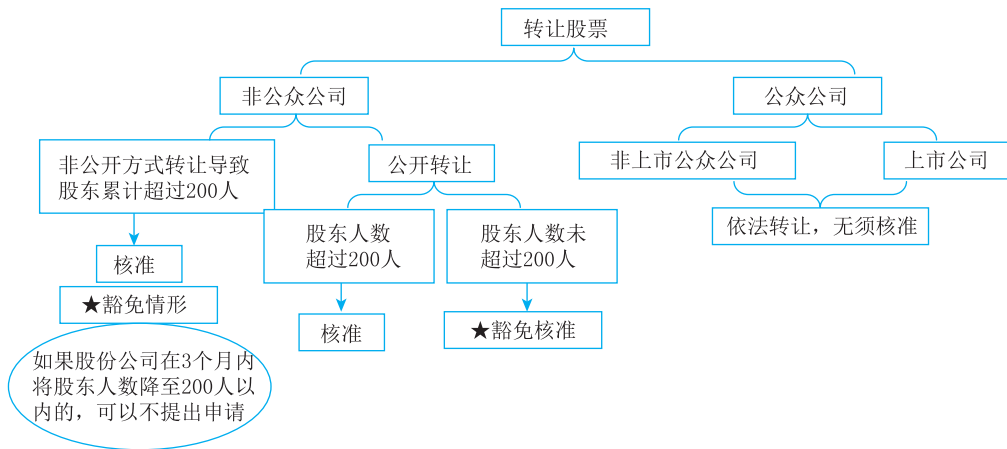 转让股票
非公众公司
公众公司
非公开方式转让导致
股东累计超过200人
公开转让
非上市公众公司
上市公司
股东人数
超过200人
股东人数未
超过200人
依法转让，无须核准
核准
★豁免情形
核准
★豁免核准
如果股份公司在3个月内
将股东人数降至200人以
内的，可以不提出申请